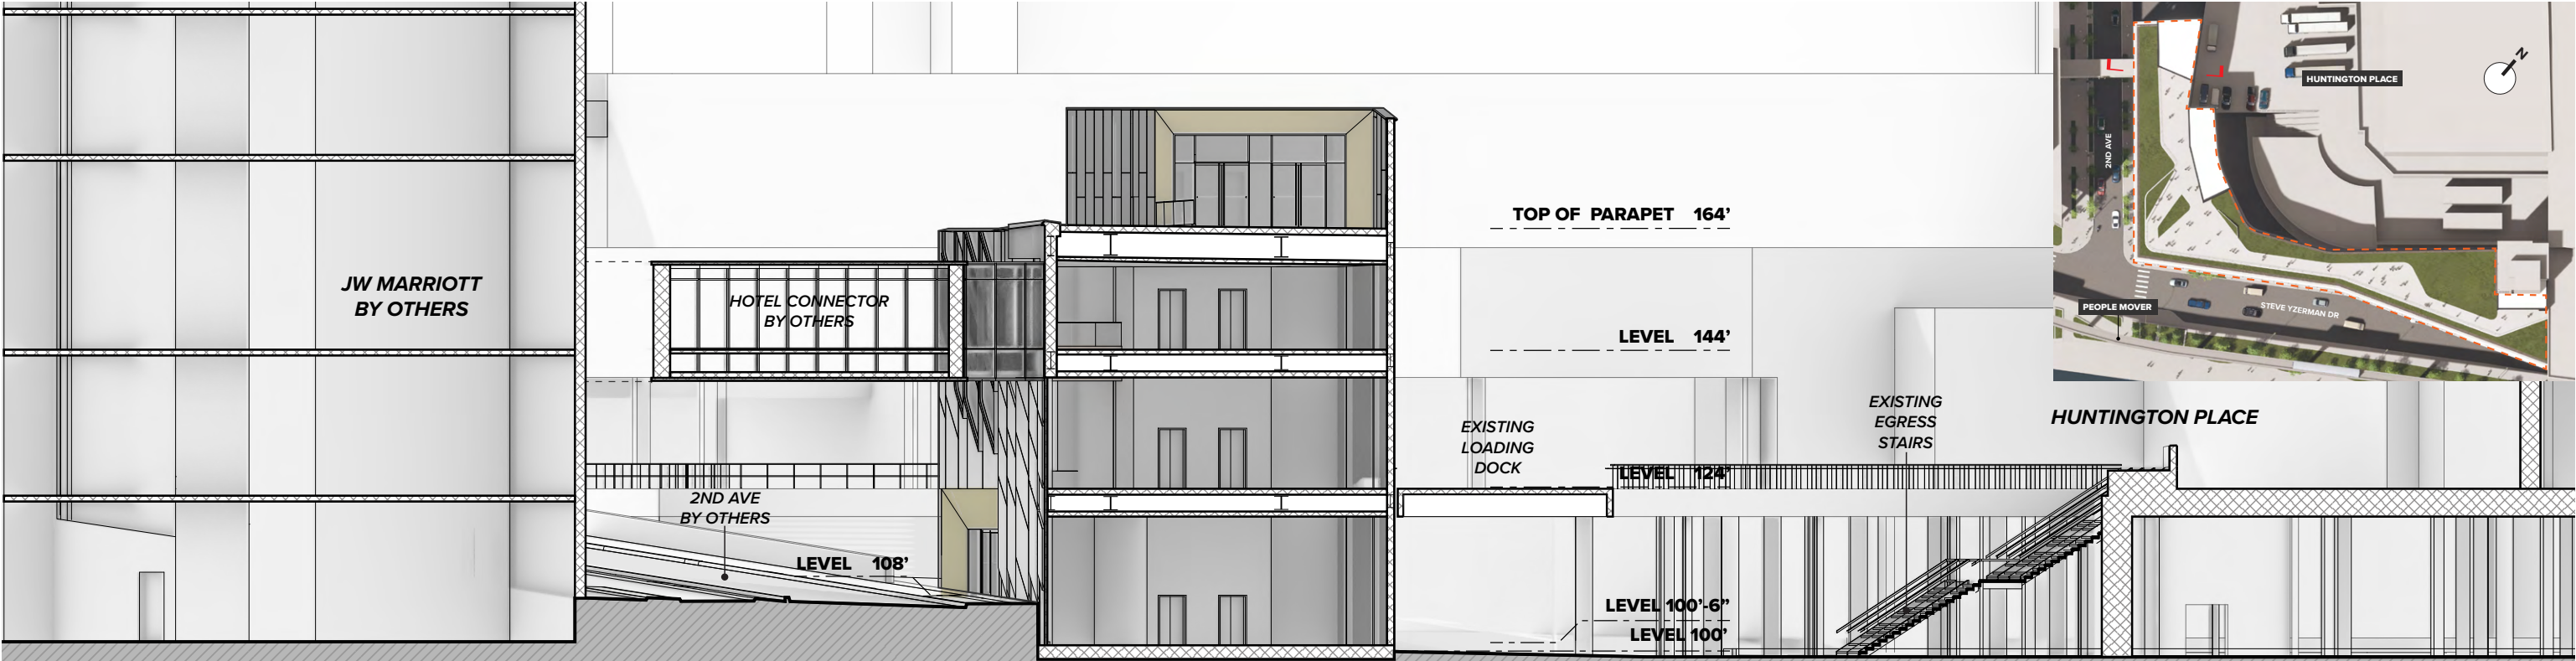 JW MARRIOTT
BY OTHERS
HOTEL CONNECTOR
BY OTHERS
2ND AVE
BY OTHERS
LEVEL 108’
TOP OF PARAPET 164’
LEVEL 144’
EXISTING
LOADING
DOCK
LEVEL 124’
LEVEL 100’-6”
LEVEL 100’
EXISTING
EGRESS
STAIRS
HUNTINGTON PLACE
HUNTINGTON PLACE
N
2ND AVE
PEOPLE MOVER
STEVE YZERMAN DR